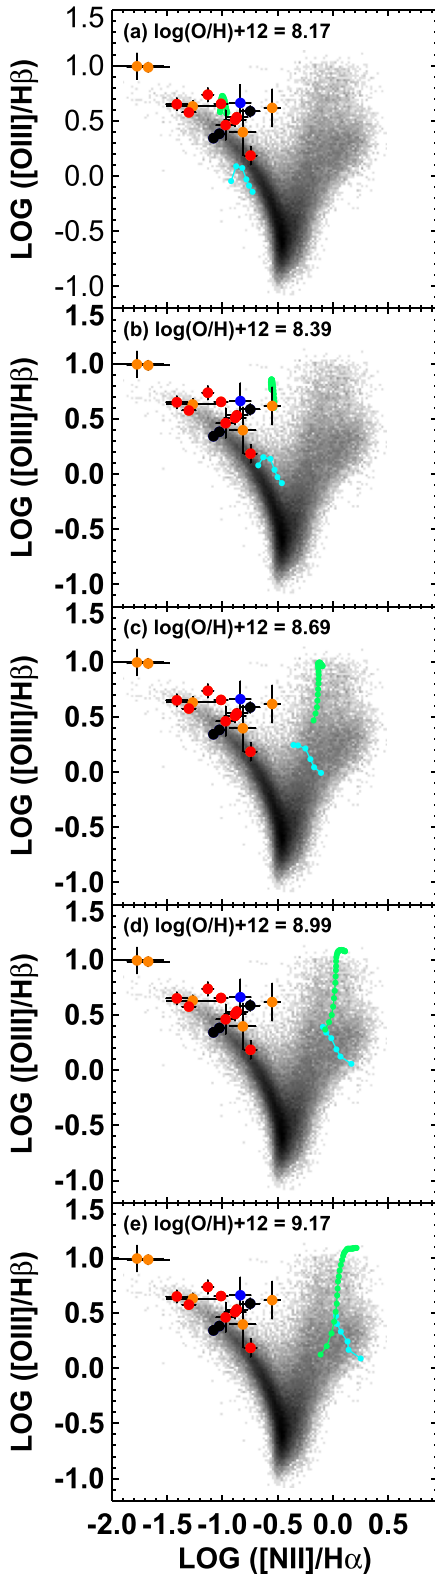 1.5
(a) log(O/H)+12 = 8.17
1.0
0.5
0.0
-0.5
-1.0
LOG ([OIII]/Hβ)
1.5
(b) log(O/H)+12 = 8.39
1.0
0.5
0.0
-0.5
-1.0
LOG ([OIII]/Hβ)
1.5
(c) log(O/H)+12 = 8.69
1.0
0.5
0.0
-0.5
-1.0
LOG ([OIII]/Hβ)
1.5
(d) log(O/H)+12 = 8.99
1.0
0.5
0.0
-0.5
-1.0
LOG ([OIII]/Hβ)
1.5
(e) log(O/H)+12 = 9.17
1.0
0.5
0.0
-0.5
-1.0
LOG ([OIII]/Hβ)
-2.0 -1.5 -1.0 -0.5 0.0 0.5
LOG ([NII]/Hα)